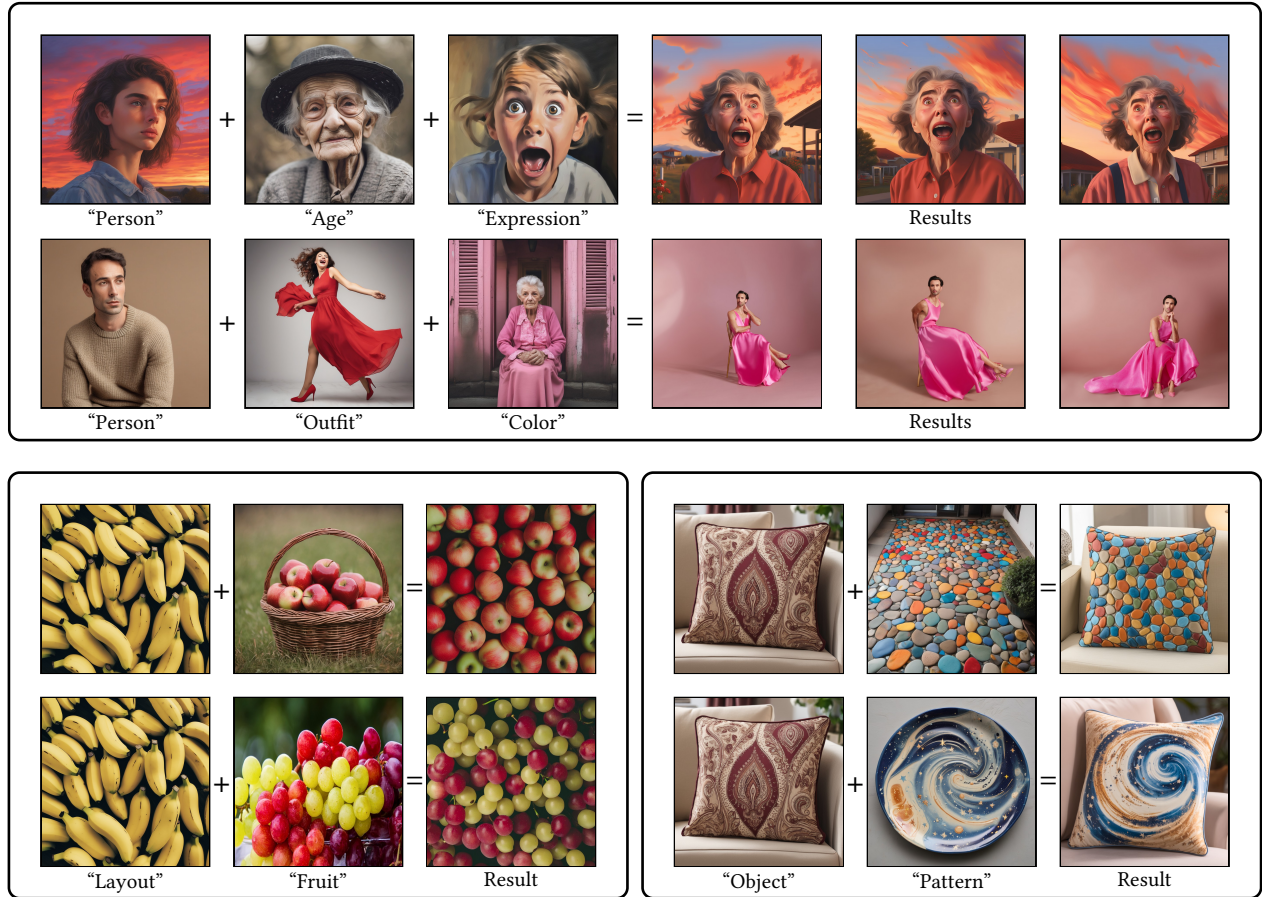 + + =
“Person” “Age” “Expression” Results
+ + =
“Person” “Outfit” “Color” Results
+ =
+ =
“Layout” “Fruit” Result
+ =
+ =
“Object” “Pattern” Result